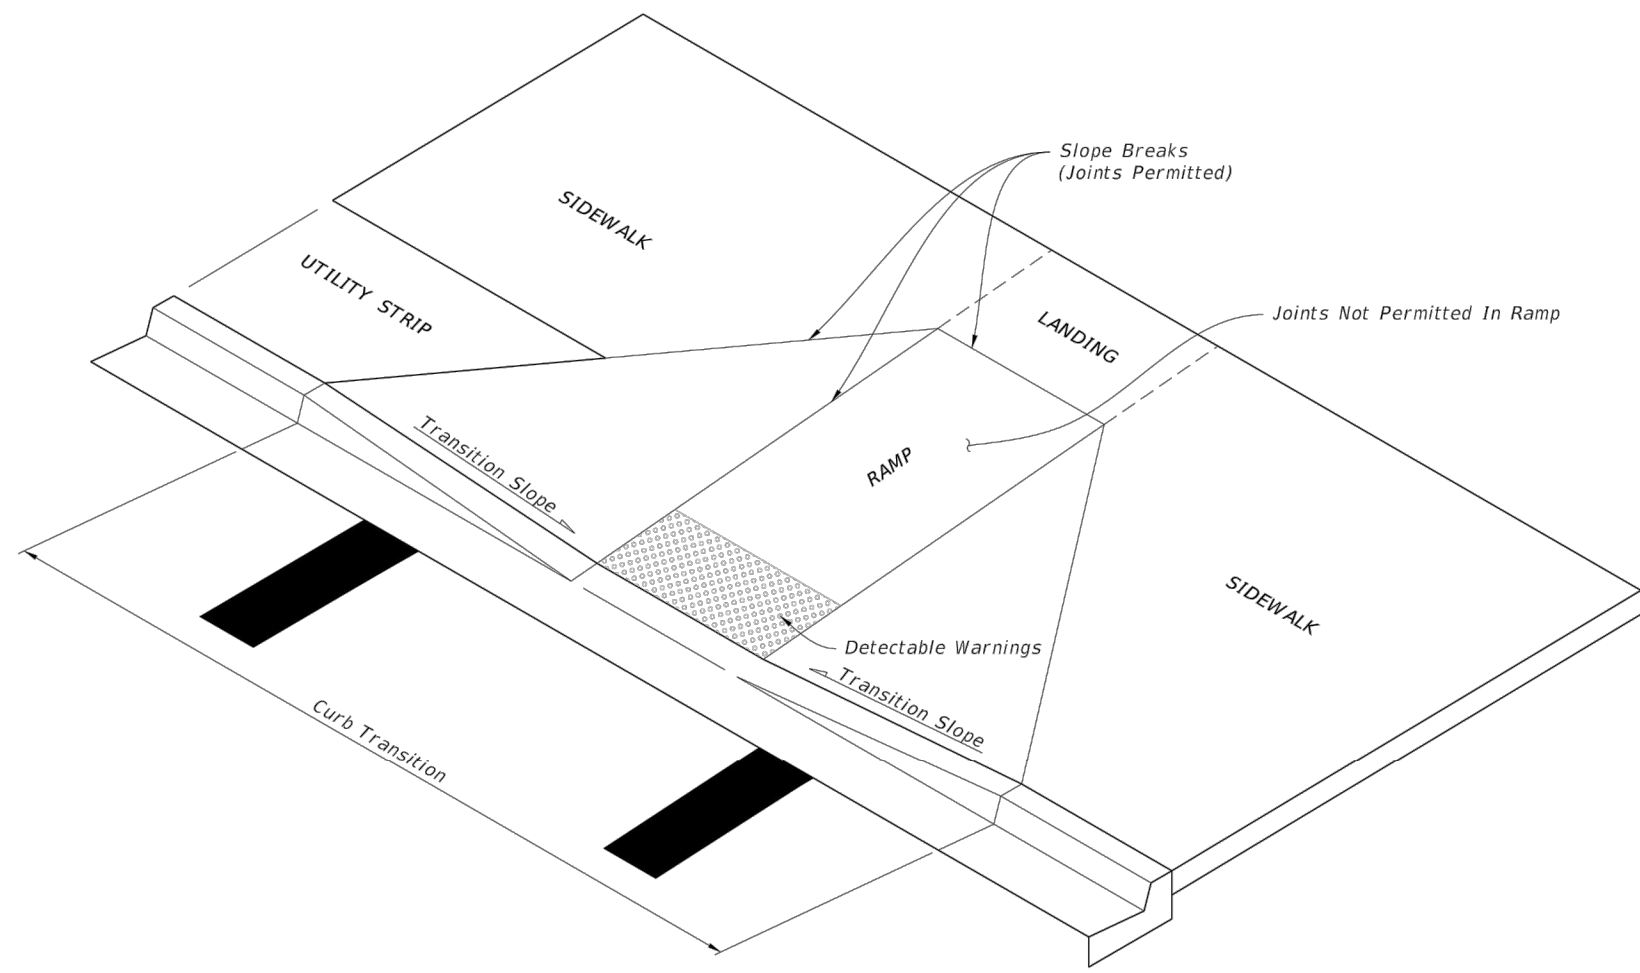 Slope Breaks
(Joints Permitted)
SIDEWALK
UTILITY STRIP
LANDING
Joints Not Permitted In Ramp
Transition Slope
RAMP
SIDEWALK
Detectable Warnings
Transition Slope
Curb Transition